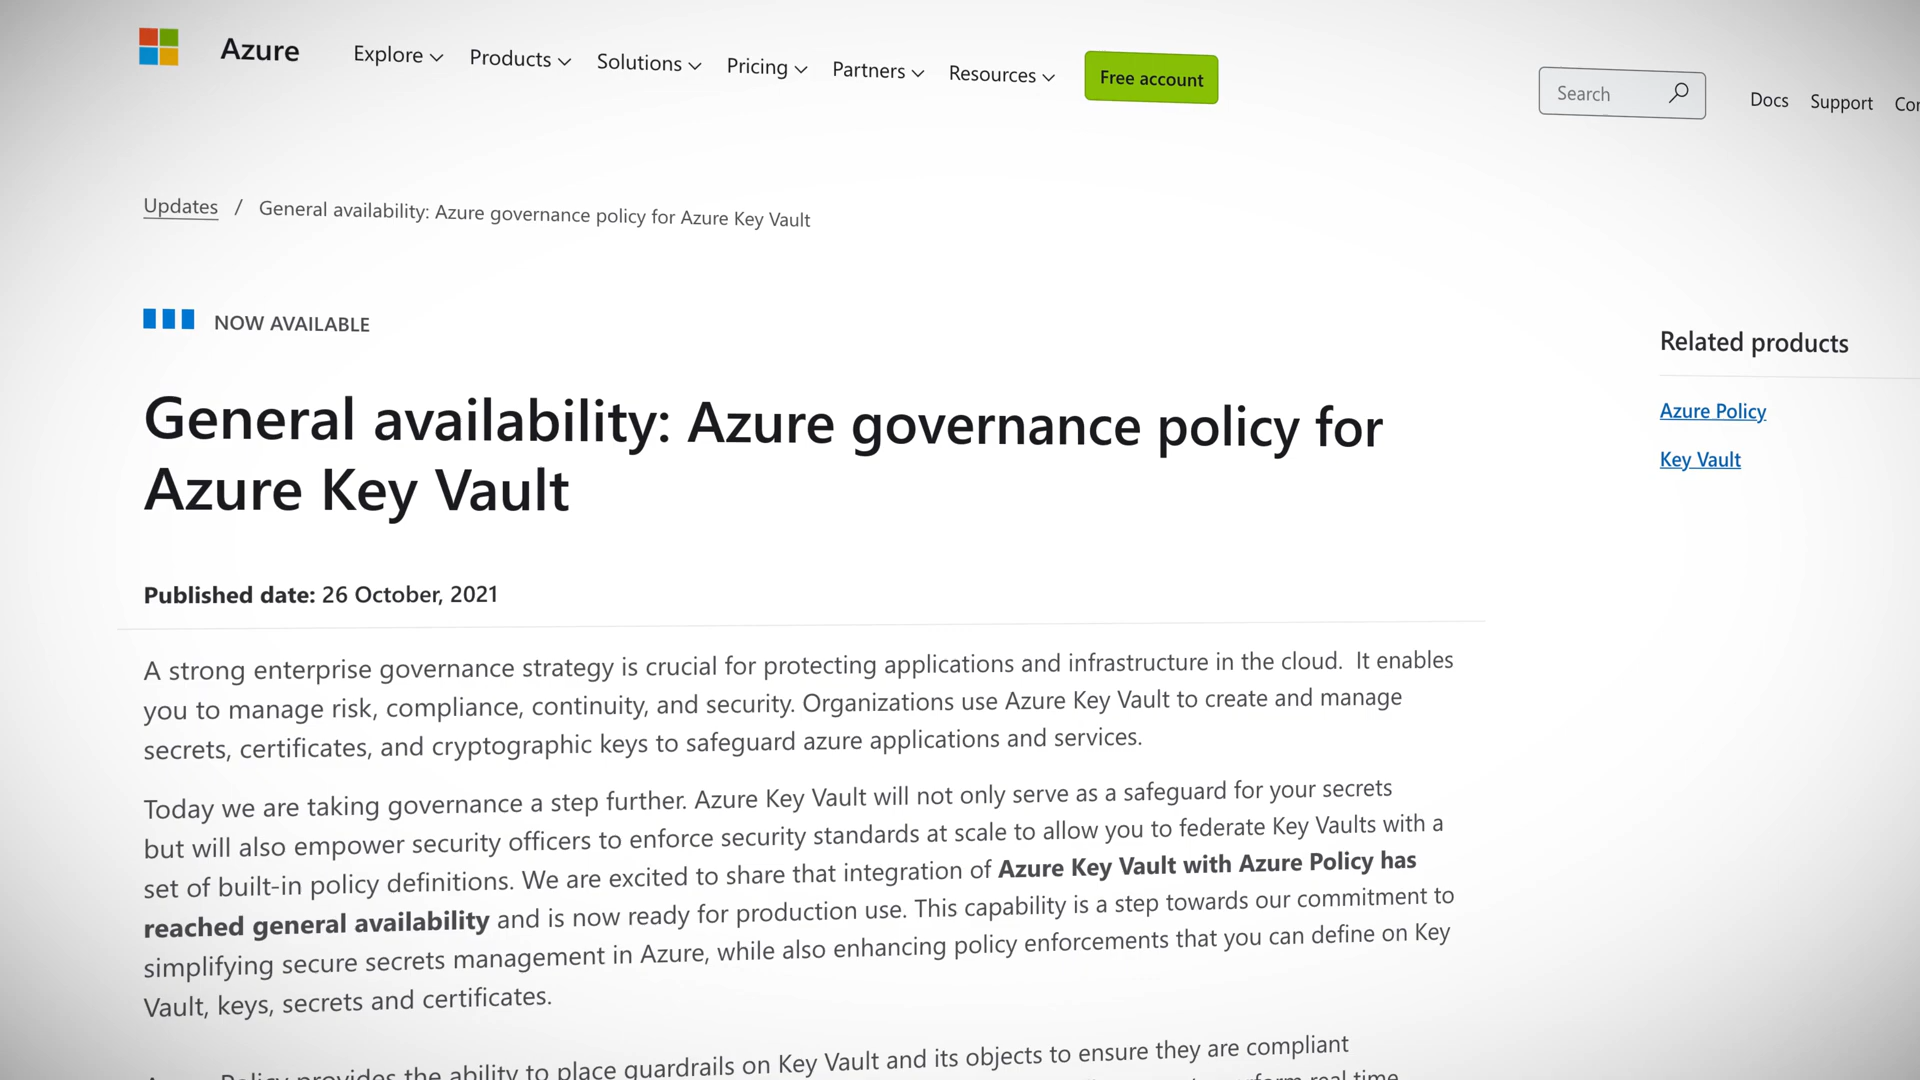 Azure Explore Products Solutions Pricing Partners Resources Free account Search Docs Support
Updates / General availability: Azure governance policy for Azure Key Vault
NOW AVAILABLE
Related products
General availability: Azure governance policy for
Azure Key Vault
Azure Policy
Key Vault
Published date: 26 October, 2021
A strong enterprise governance strategy is crucial for protecting applications and infrastructure in the cloud. It enables
you to manage risk, compliance, continuity, and security. Organizations use Azure Key Vault to create and manage
secrets, certificates, and cryptographic keys to safeguard azure applications and services.
Today we are taking governance a step further. Azure Key Vault will not only serve as a safeguard for your secrets
but will also empower security officers to enforce security standards at scale to allow you to federate Key Vaults with a
set of built-in policy definitions. We are excited to share that integration of Azure Key Vault with Azure Policy has
reached general availability and is now ready for production use. This capability is a step towards our commitment to
simplifying secure secrets management in Azure, while also enhancing policy enforcements that you can define on Key
Vault, keys, secrets and certificates.
Policy provides the ability to place guardrails on Key Vault and its objects to ensure they are compliant
real time